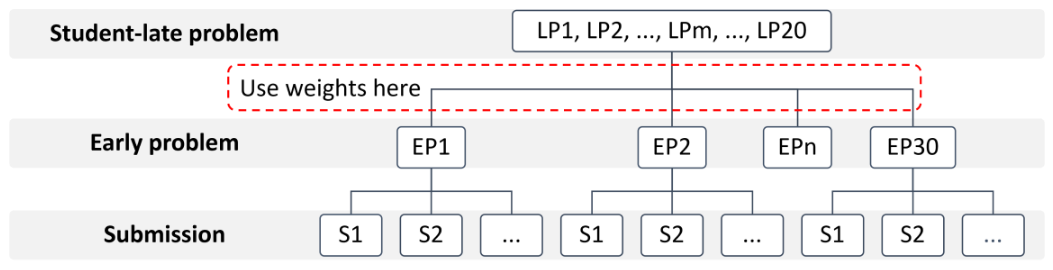 Student-late problem
LP1, LP2, ..., LPm, ..., LP20
Use weights here
Early problem
EP1
EP2
EPn
EP30
Submission
S1
S2
...
S1
S2
...
S1
S2
...